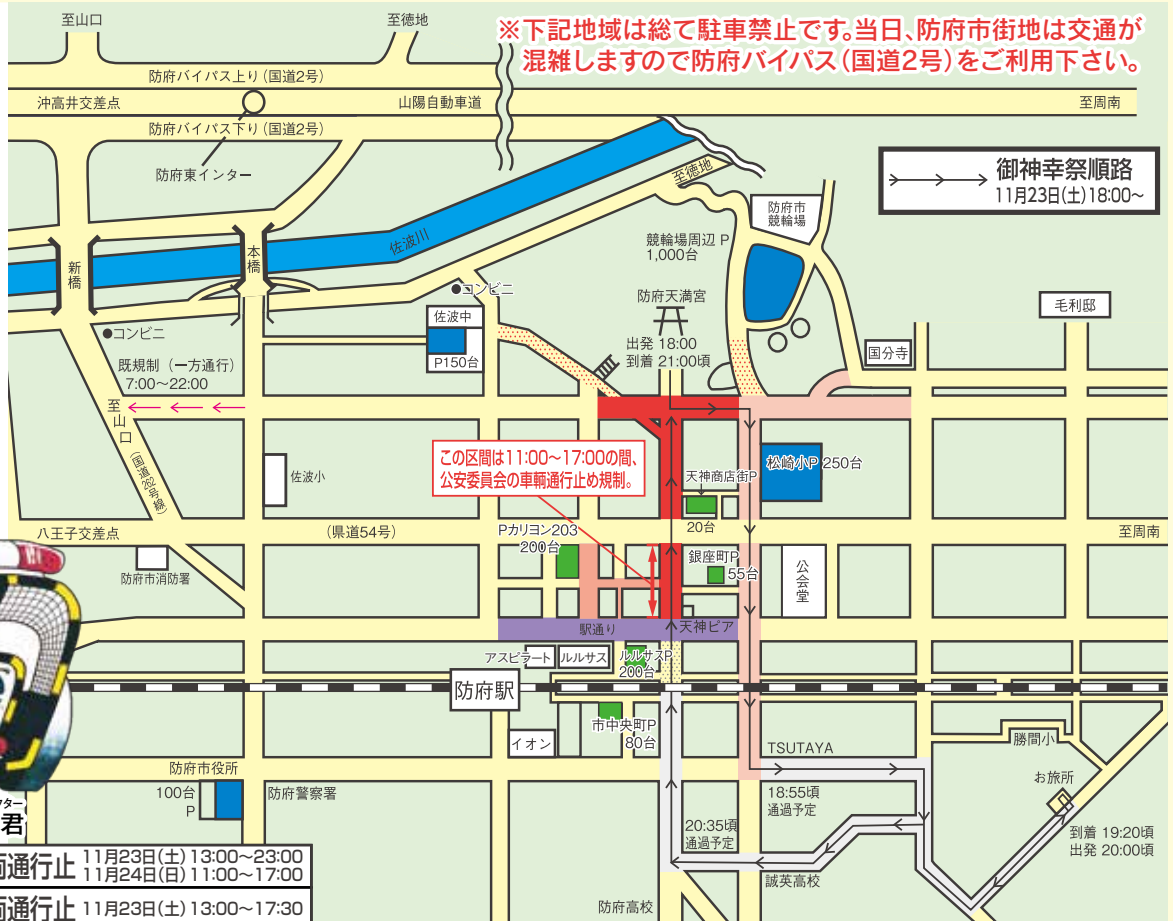 至山口
至徳地
※下記地域は総て駐車禁止です。当日、防府市街地は交通が
混雑しますので防府バイパス（国道2号）をご利用下さい。
防府バイパス上り（国道2号）
沖高井交差点
山陽自動車道
至周南
防府バイパス下り（国道2号）
防府東インター
至徳地
御神幸祭順路
11月23日(土)18:00～
防府市
競輪場
佐波川
競輪場周辺 P
1,000台
新橋
本橋
コンビニ
防府天満宮
毛利邸
佐波中
P150台
コンビニ
出発 18:00
到着 21:00頃
国分寺
既規制（一方通行）
7:00～22:00
至山口
（国道262号線）
この区間は11:00～17:00の間、
公安委員会の車輌通行止め規制。
佐波小
天神商店街P
20台
松崎小P 250台
八王子交差点
（県道54号）
Pカリヨン203
200台
至周南
防府市消防署
銀座町P
55台
公会堂
駅通り
天神ピア
アスピラート
ルルサス
ルルサスP
200台
防府駅
市中央町P
80台
イオン
TSUTAYA
勝間小
防府市役所
100台
P
防府警察署
18:55頃
通過予定
お旅所
20:35頃
通過予定
到着 19:20頃
出発 20:00頃
誠英高校
防府高校
ター
君
通行止 11月23日(土) 13:00～23:00
11月24日(日) 11:00～17:00
通行止 11月23日(土) 13:00～17:30